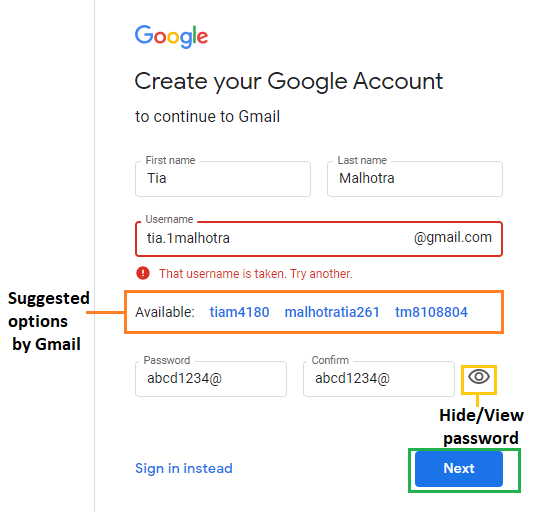 Google
Create your Google Account
to continue to Gmail
First name
Last name
Tia
Malhotra
Username
tia.1malhotra
@gmail.com
That username is taken. Try another.
Suggested
options
by Gmail
Available: tiam4180 malhotratia261 tm8108804
Password
Confirm
abcd1234@
abcd1234@
Hide/View
password
Sign in instead
Next